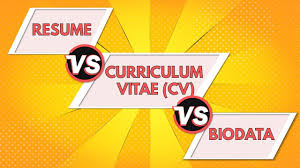 RESUME
VS
CURRICULUM
VITAE (CV)
VS
BIODATA